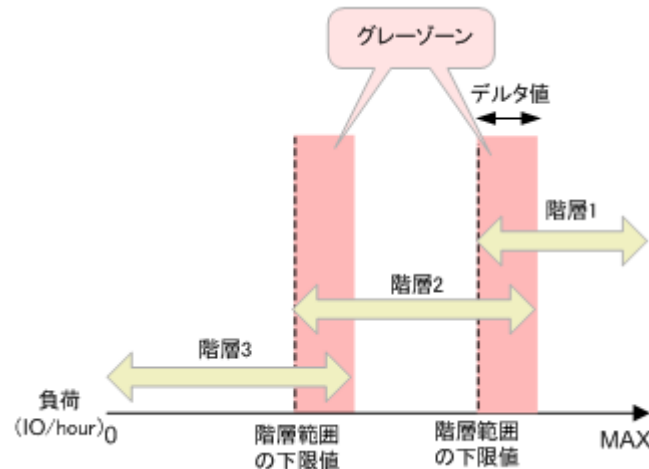 グレーゾーン
デルタ値
階層1
階層2
階層3
負荷
(IO/hour)
0
階層範囲
の下限値
階層範囲
の下限値
MAX